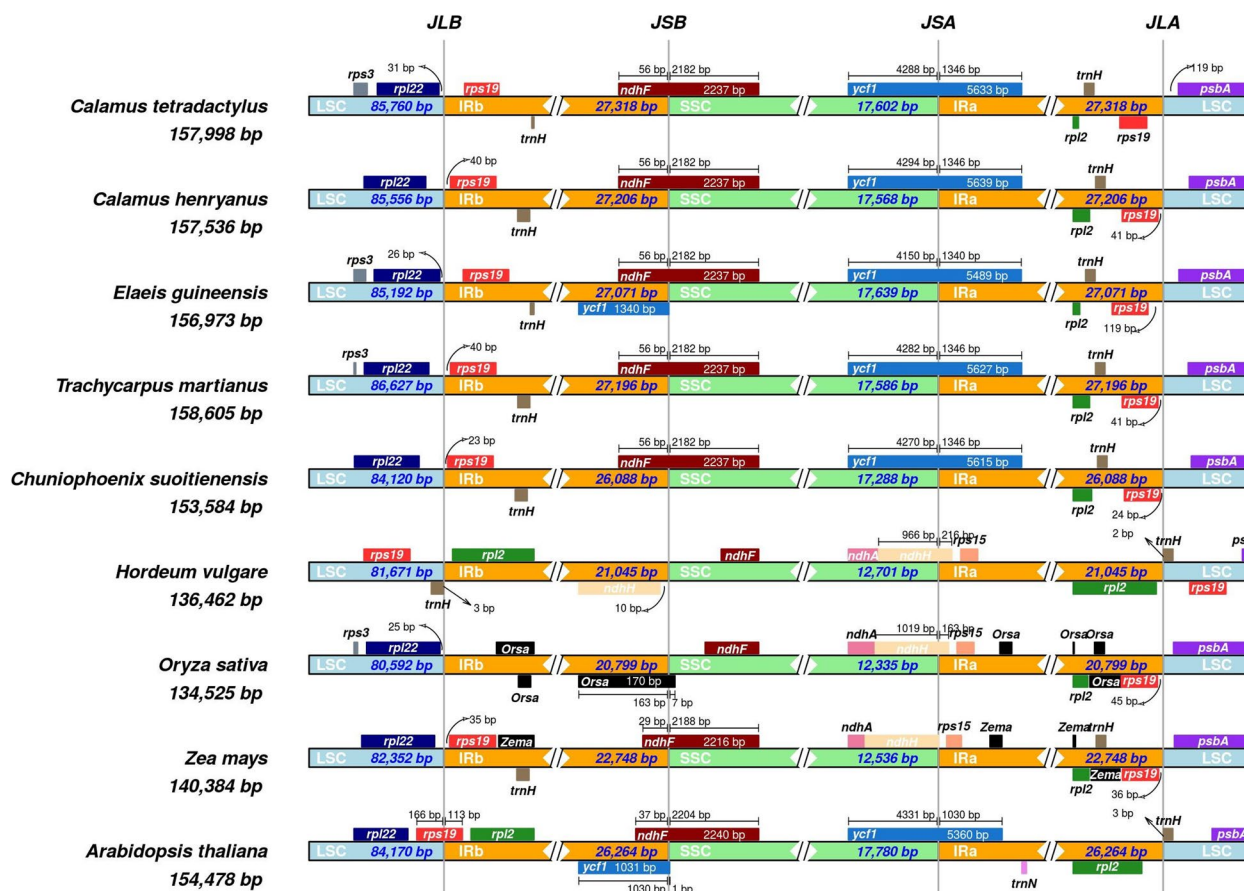 JLB JSB JSA JLA
31 bp 56 bp 2182 bp 4288 bp 1346 bp 119 bp
rps3 rpl22 rps19 ndhF 2237 bp ycf1 5633 bp trnH psbA
Calamus tetradactylus LSC 85,760 bp IRb 27,318 bp SSC 17,602 bp IRa 27,318 bp LSC
157,998 bp trnH rpl2 rps19
40 bp 56 bp 2182 bp 4294 bp 1346 bp
rpl22 rps19 ndhF 2237 bp ycf1 5639 bp trnH psbA
Calamus henryanus LSC 85,556 bp IRb 27,206 bp SSC 17,568 bp IRa 27,206 bp LSC
157,536 bp trnH rpl2 rps19
41 bp
26 bp 56 bp 2182 bp 4150 bp 1340 bp
rps3 rpl22 rps19 ndhF 2237 bp ycf1 5489 bp trnH psbA
Elaeis guineensis LSC 85,192 bp IRb 27,071 bp SSC 17,639 bp IRa 27,071 bp LSC
156,973 bp trnH ycf1 1340 bp rpl2 rps19
119 bp
40 bp 56 bp 2182 bp 4282 bp 1346 bp
rps3 rpl22 rps19 ndhF 2237 bp ycf1 5627 bp trnH psbA
Trachycarpus martianus LSC 86,627 bp IRb 27,196 bp SSC 17,586 bp IRa 27,196 bp LSC
158,605 bp trnH rpl2 rps19
41 bp
23 bp 56 bp 2182 bp 4270 bp 1346 bp
rpl22 rps19 ndhF 2237 bp ycf1 5615 bp trnH psbA
Chuniophoenix suoitienensis LSC 84,120 bp IRb 26,088 bp SSC 17,288 bp IRa 26,088 bp LSC
153,584 bp trnH rpl2 rps19
24 bp
966 bp 216 bp 2 bp
rps19 rpl2 ndhF ndhA ndhH rps15 trnH
Hordeum vulgare LSC 81,671 bp IRb 21,045 bp SSC 12,701 bp IRa 21,045 bp LSC
136,462 bp trnH 3 bp ndhH 10 bp rpl2 rps19
25 bp 1019 bp 163 bp
rps3 rpl22 Orsa ndhF ndhA ndhH rps15 Orsa Orsa Orsa psbA
Oryza sativa LSC 80,592 bp IRb 20,799 bp SSC 12,335 bp IRa 20,799 bp LSC
134,525 bp Orsa Orsa 170 bp rpl2 Orsa rps19
163 bp 7 bp 45 bp
35 bp 29 bp 2188 bp
rpl22 rps19 Zema ndhF 2216 bp ndhA ndhH rps15 Zema Zema trnH psbA
Zea mays LSC 82,352 bp IRb 22,748 bp SSC 12,536 bp IRa 22,748 bp LSC
140,384 bp trnH rpl2 Zema rps19
36 bp
166 bp 113 bp 37 bp 2204 bp 4331 bp 1030 bp 3 bp
rpl22 rps19 rpl2 ndhF 2240 bp ycf1 5360 bp trnH psbA
Arabidopsis thaliana LSC 84,170 bp IRb 26,264 bp SSC 17,780 bp IRa 26,264 bp LSC
154,478 bp ycf1 1031 bp trnN rpl2
1030 bp 1 bp